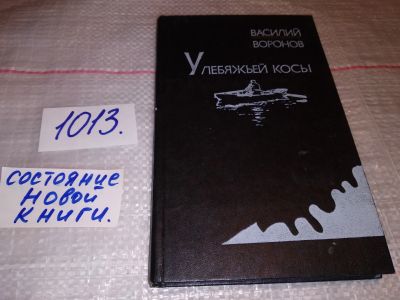 ВАСИЛИЙ
ВОРОНОВ
У ЛЕБЯЖЬЕЙ КОСЫ
1013.
СОСТОЯНИЕ
НОВОЙ
КНИГИ.